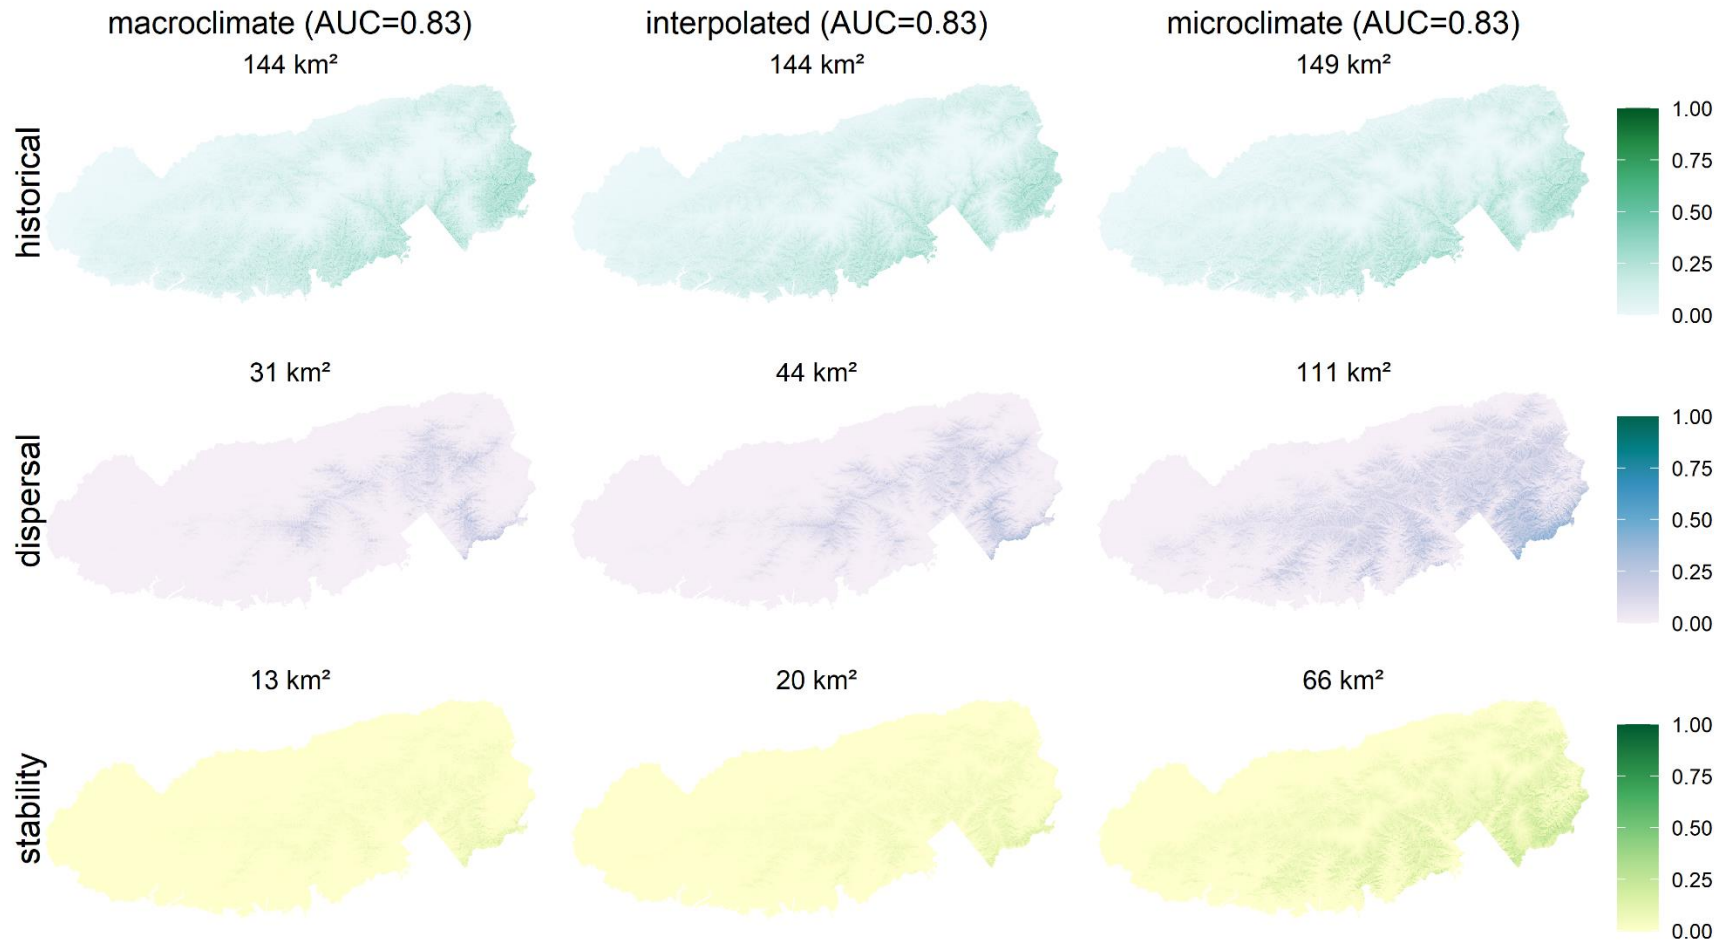 macroclimate (AUC=0.83)
interpolated (AUC=0.83)
microclimate (AUC=0.83)
144 km²
144 km²
149 km²
historical
1.00
0.75
0.50
0.25
0.00
31 km²
44 km²
111 km²
dispersal
1.00
0.75
0.50
0.25
0.00
13 km²
20 km²
66 km²
stability
1.00
0.75
0.50
0.25
0.00